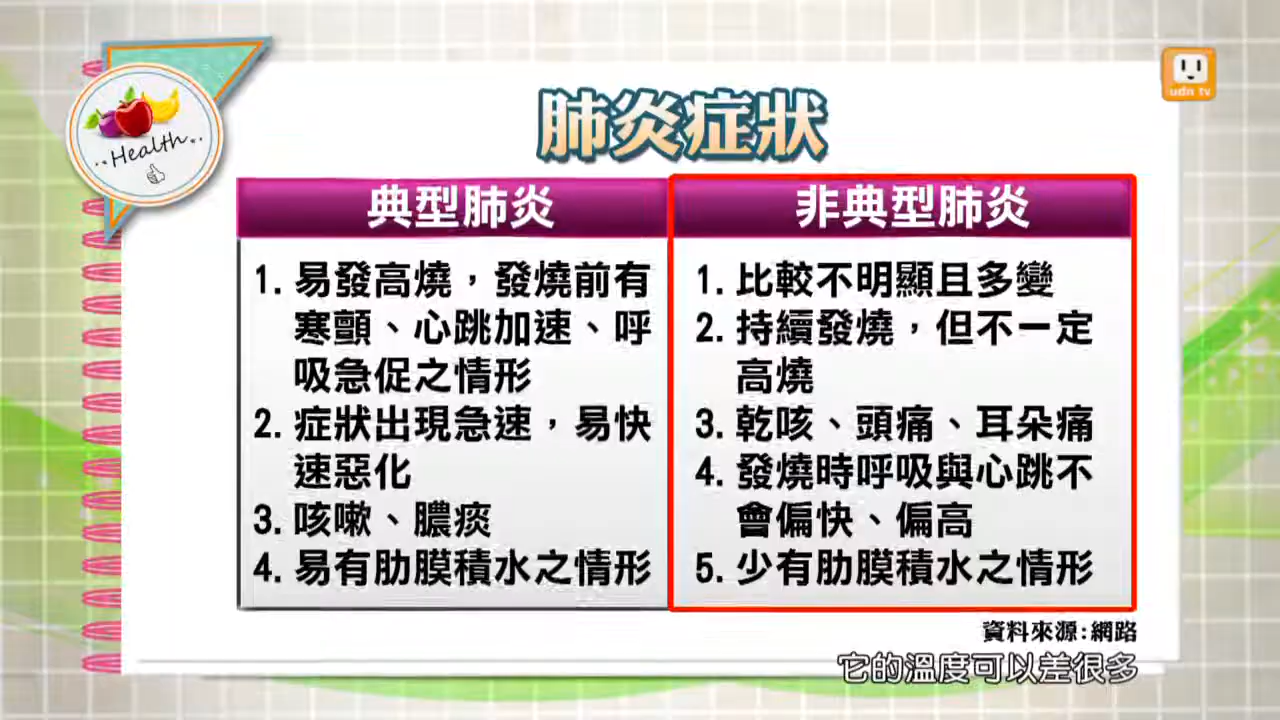 肺炎症狀
Health
udn tv
典型肺炎
1. 易發高燒，發燒前有
寒顫、心跳加速、呼
吸急促之情形
2. 症狀出現急速，易快
速惡化
3. 咳嗽、膿痰
4. 易有肋膜積水之情形
非典型肺炎
1. 比較不明顯且多變
2. 持續發燒，但不一定
高燒
3. 乾咳、頭痛、耳朵痛
4. 發燒時呼吸與心跳不
會偏快、偏高
5. 少有肋膜積水之情形
資料來源:網路
它的溫度可以差很多